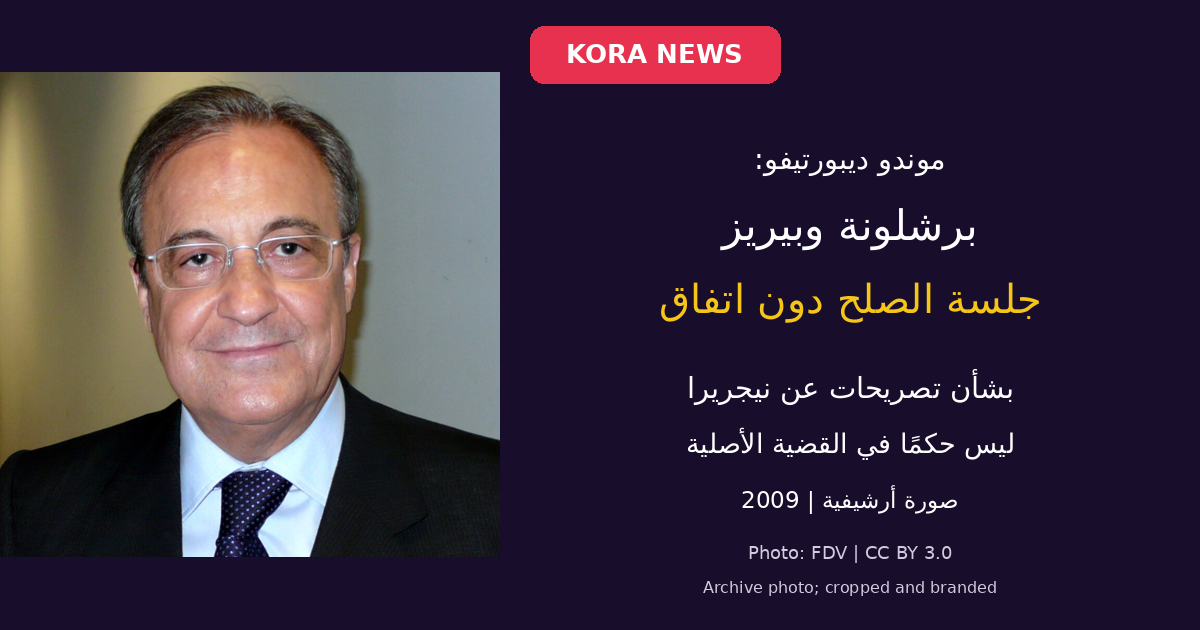 KORA NEWS
موندو ديبورتيفو:
برشلونة وبيريز
جلسة الصلح دون اتفاق
بشأن تصريحات عن نيجريرا
ليس حكمًا في القضية الأصلية
صورة أرشيفية | 2009
Photo: FDV | CC BY 3.0
Archive photo; cropped and branded